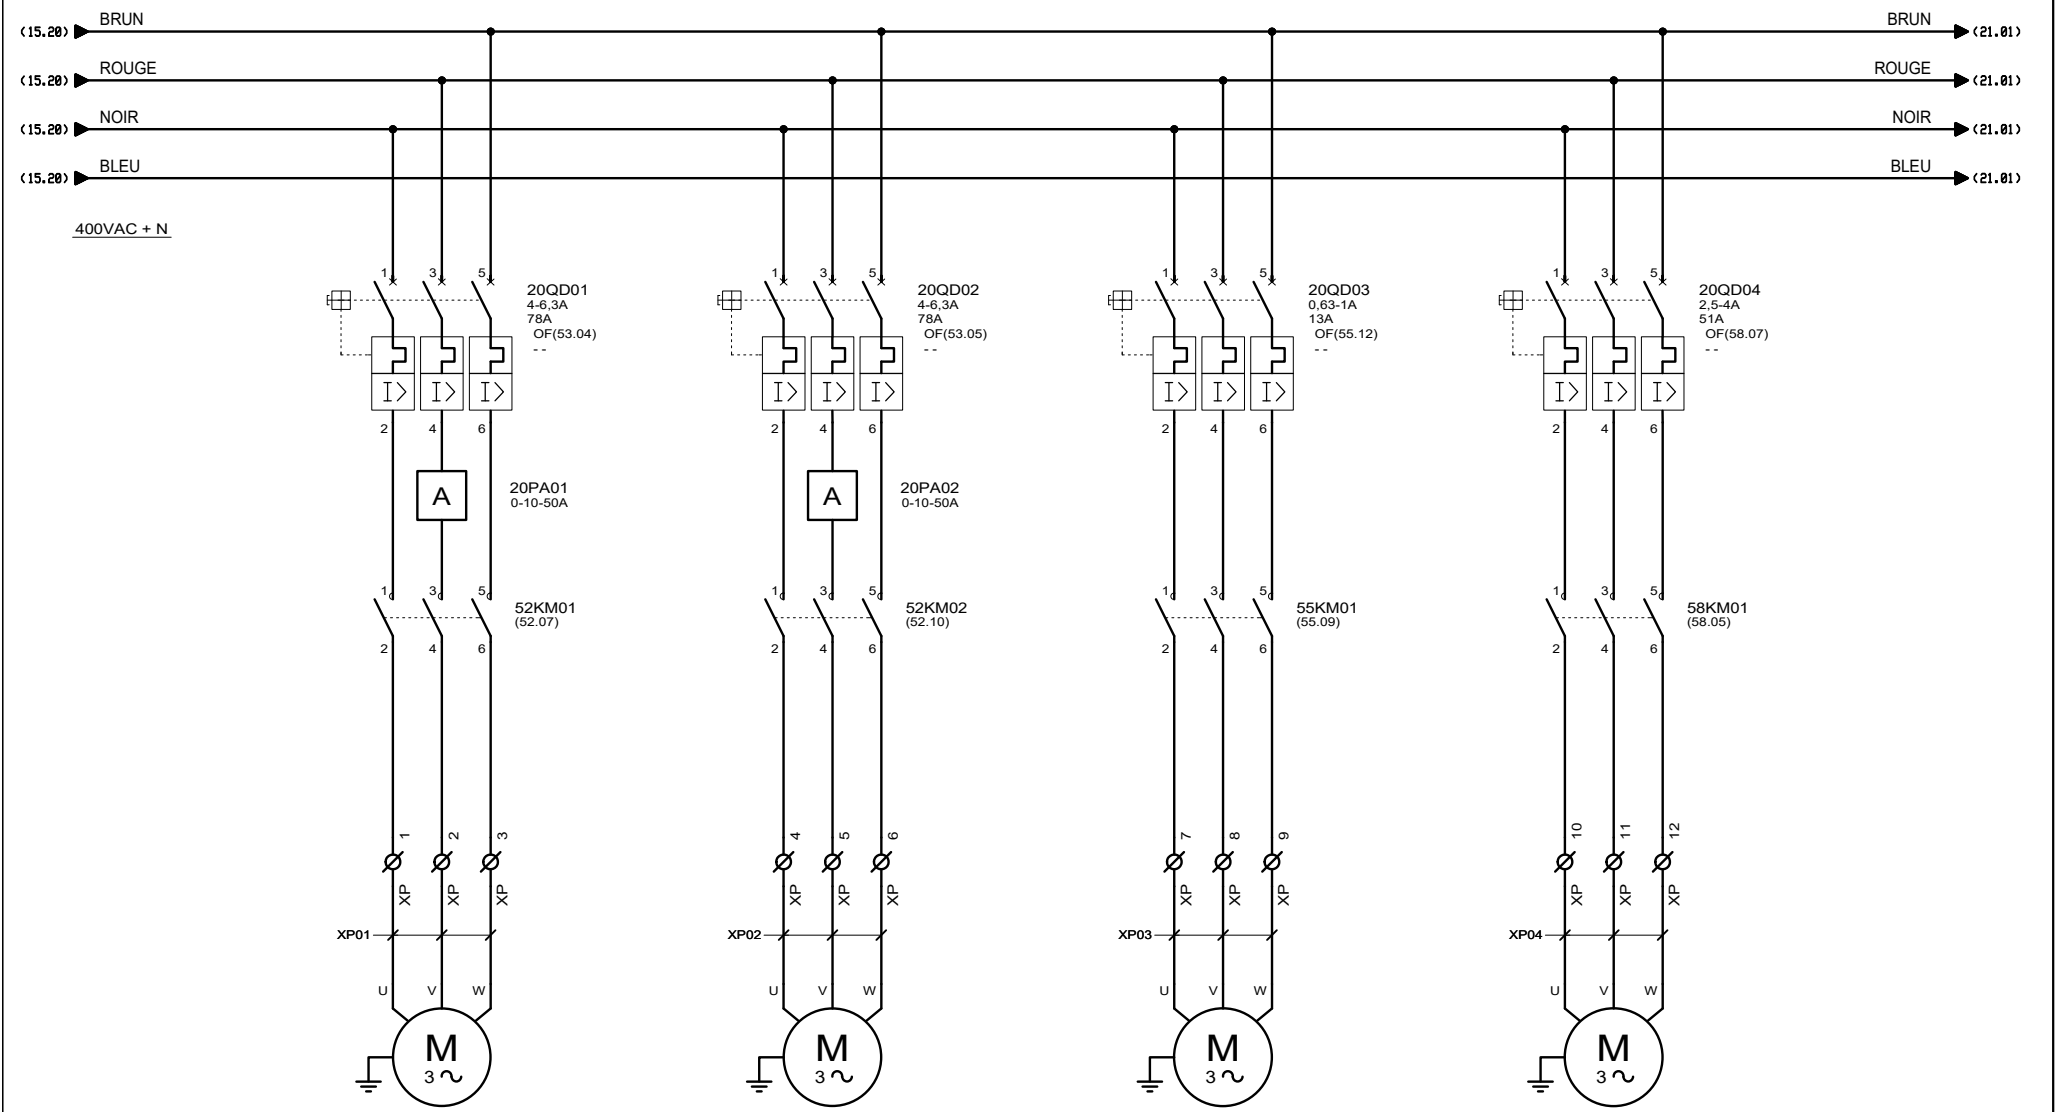 BRUN BRUN
(15.20) (21.01)
ROUGE ROUGE
(15.20) (21.01)
NOIR NOIR
(15.20) (21.01)
BLEU BLEU
(15.20) (21.01)
400VAC + N
1 3 5 1 3 5 1 3 5 1 3 5
20QD01 20QD02 20QD03 20QD04
4-6,3A 4-6,3A 0,63-1A 2,5-4A
78A 78A 13A 51A
OF(53.04) OF(53.05) OF(55.12) OF(58.07)
-- -- -- --
I> I> I> I> I> I> I> I> I> I> I> I>
2 4 6 2 4 6 2 4 6 2 4 6
A 20PA01 A 20PA02
0-10-50A 0-10-50A
1 3 5 1 3 5 1 3 5 1 3 5
52KM01 52KM02 55KM01 58KM01
(52.07) (52.10) (55.09) (58.05)
2 4 6 2 4 6 2 4 6 2 4 6
1 2 3 4 5 6 7 8 9 10 11 12
XP XP XP XP XP XP XP XP XP XP XP XP
XP01 XP02 XP03 XP04
U V W U V W U V W U V W
M M M M
3 3 3 3